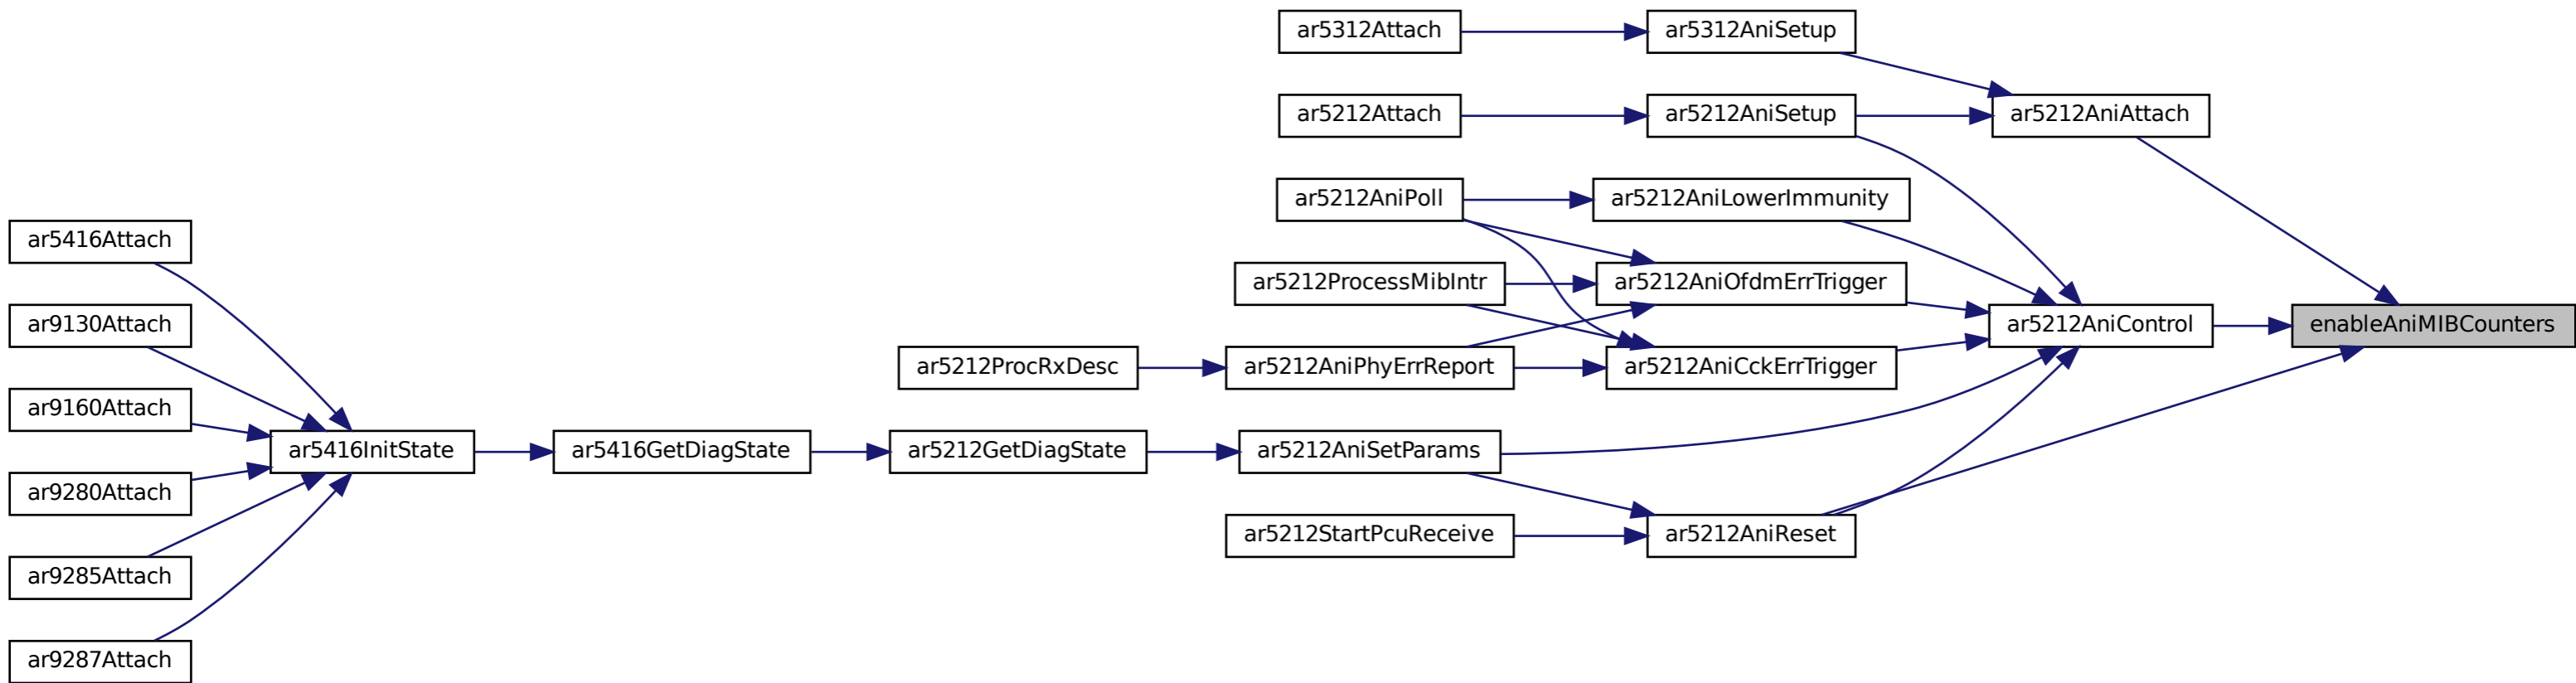 ar5312Attach
ar5312AniSetup
ar5212Attach
ar5212AniSetup
ar5212AniAttach
ar5212AniPoll
ar5212AniLowerImmunity
ar5416Attach
ar5212ProcessMibIntr
ar5212AniOfdmErrTrigger
ar9130Attach
ar5212AniControl
enableAniMIBCounters
ar5212ProcRxDesc
ar5212AniPhyErrReport
ar5212AniCckErrTrigger
ar9160Attach
ar5416InitState
ar5416GetDiagState
ar5212GetDiagState
ar5212AniSetParams
ar9280Attach
ar5212StartPcuReceive
ar5212AniReset
ar9285Attach
ar9287Attach